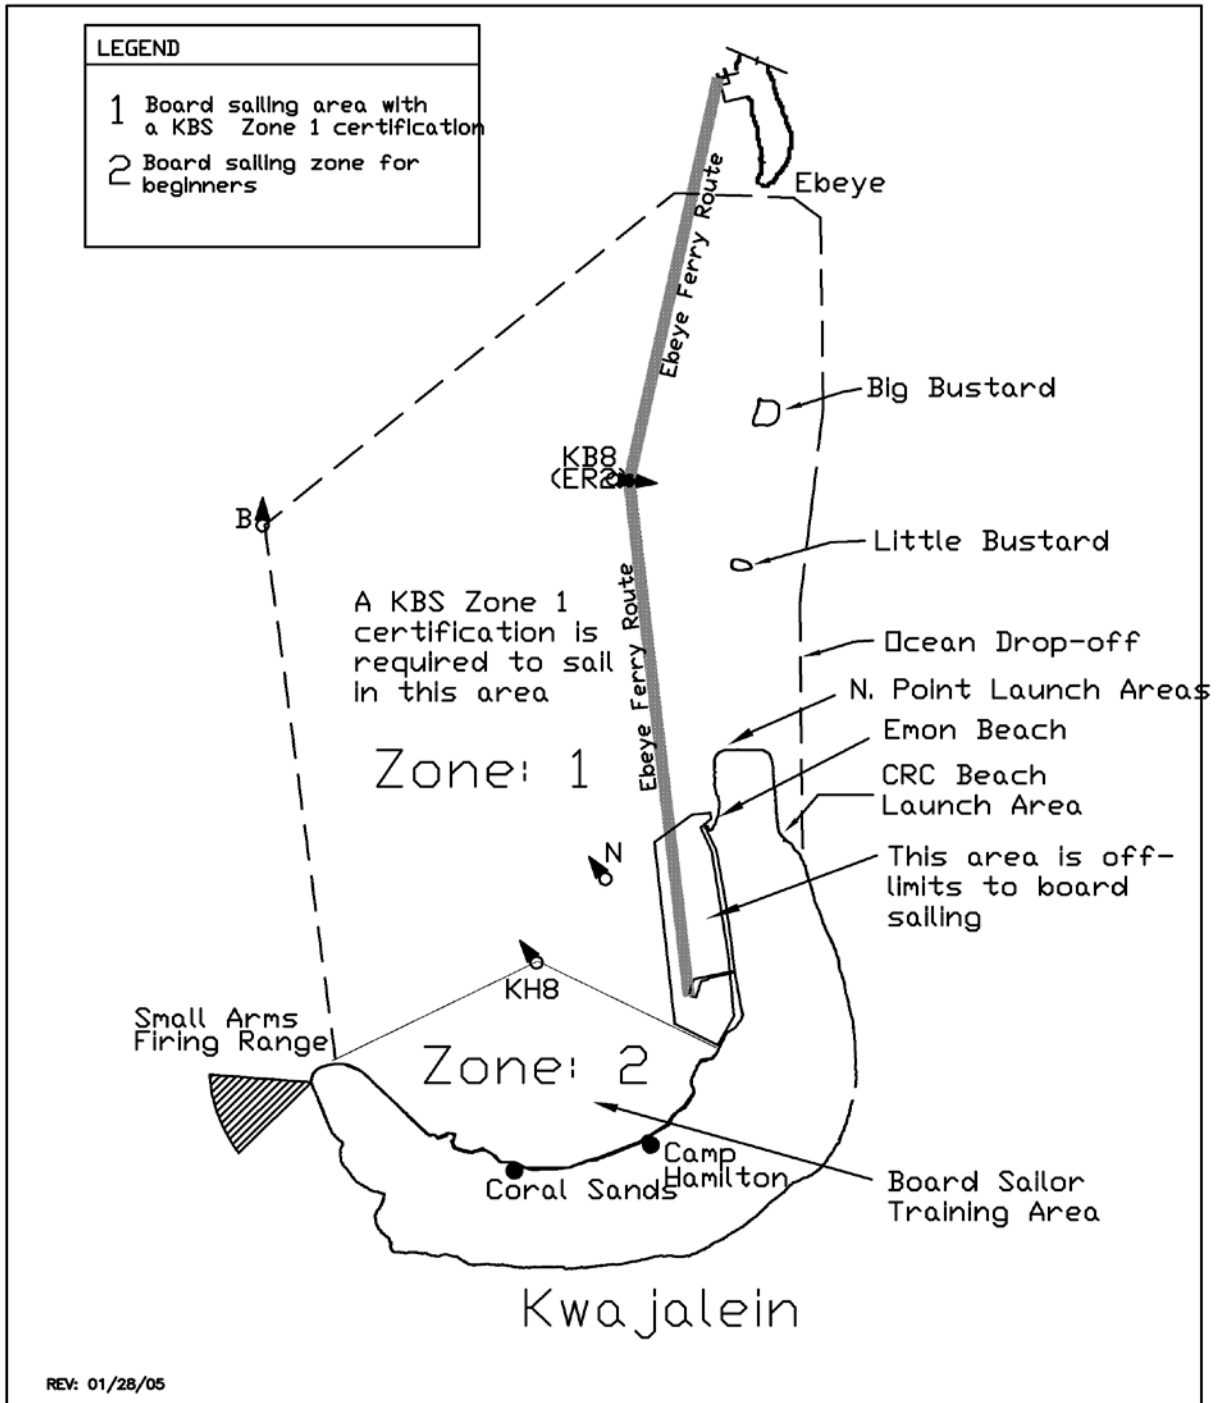 LEGEND
1 Board sailing area with
a KBS Zone 1 certification
2 Board sailing zone for
beginners
Ebeye
Ebeye Ferry Route
Big Bustard
KB8
(ER2)
B
Little Bustard
A KBS Zone 1
certification is
required to sail
in this area
Ebeye Ferry Route
Ocean Drop-off
N. Point Launch Areas
Emon Beach
Zone: 1
CRC Beach
Launch Area
N
This area is off-
limits to board
sailing
KH8
Small Arms
Firing Range
Zone: 2
Camp
Hamilton
Coral Sands
Board Sailor
Training Area
Kwajalein
REV: 01/28/05